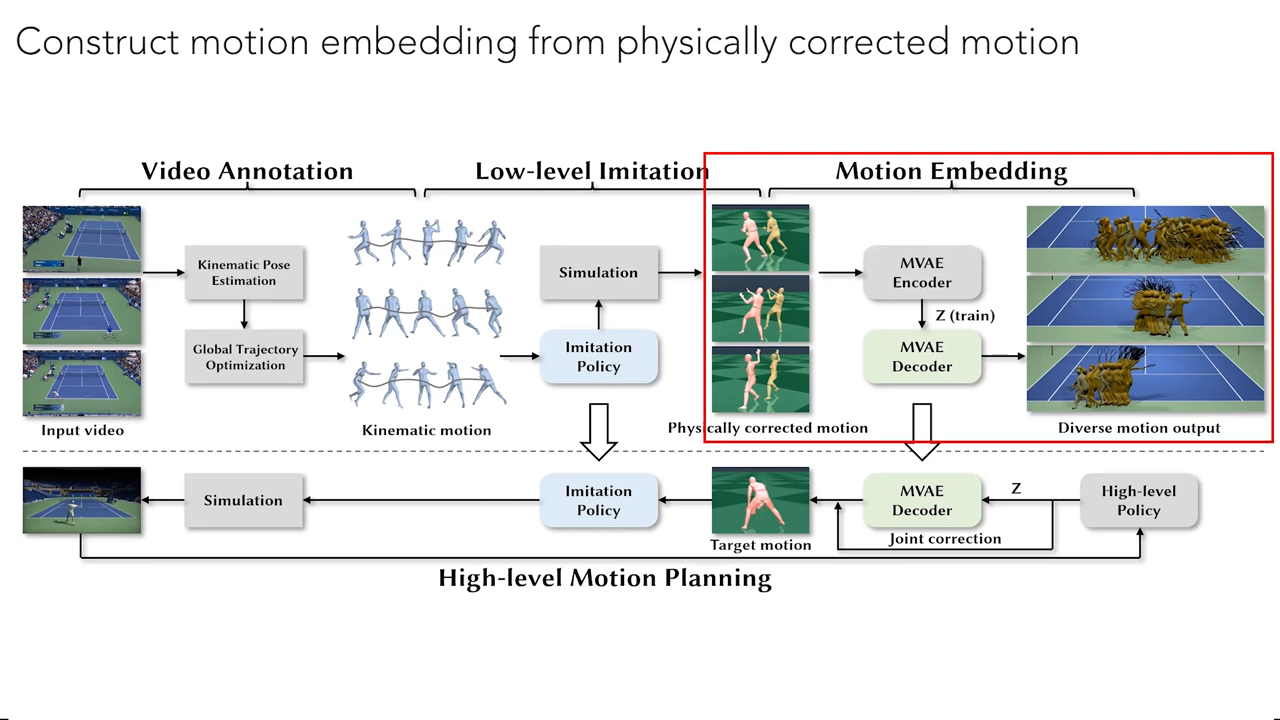 Construct motion embedding from physically corrected motion
Video Annotation
Low-level Imitation
Motion Embedding
Kinematic Pose
Estimation
Global Trajectory
Optimization
Simulation
Imitation
Policy
MVAE
Encoder
Z (train)
MVAE
Decoder
Input video
Kinematic motion
Physically corrected motion
Diverse motion output
Simulation
Imitation
Policy
Target motion
MVAE
Decoder
Z
Joint correction
High-level
Policy
High-level Motion Planning